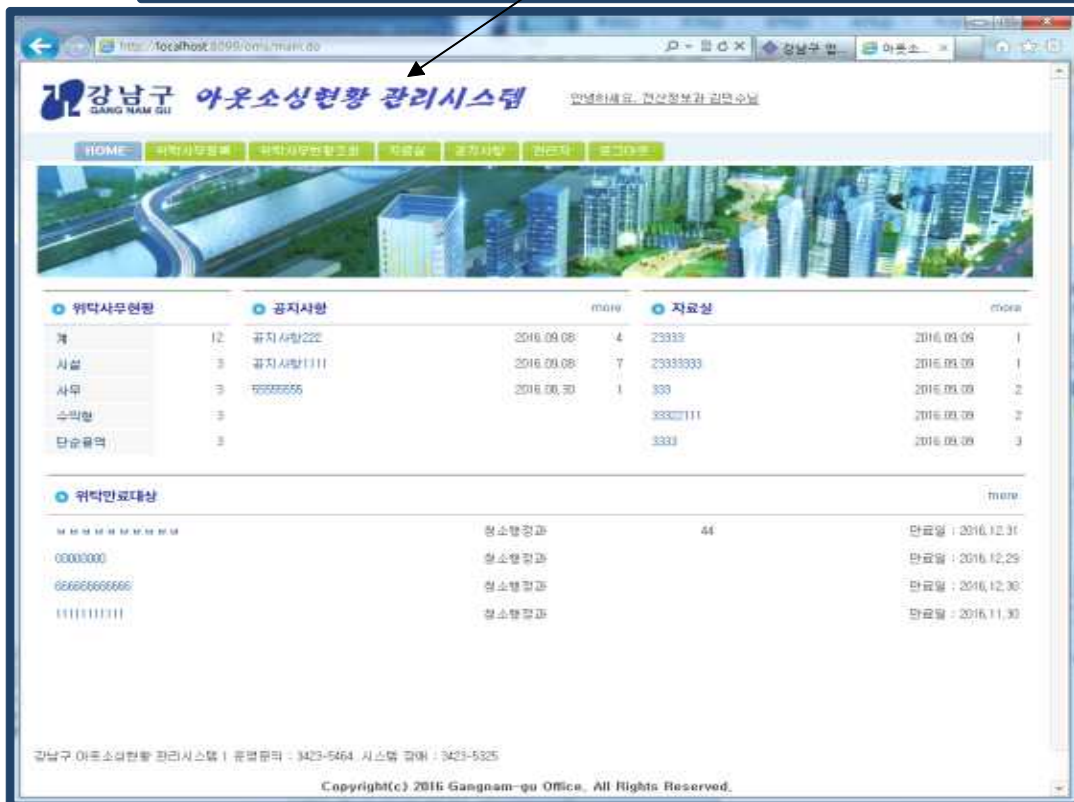 http://localhost:8099/oms/main.do
강남구
GANG NAM GU
아웃소싱현황 관리시스템
안녕하세요. 전산정보과 김민수님
HOME 위탁사무등록 위탁사무현황조회 자료실 공지사항 관리자 로그아웃
위탁사무현황
계 12
시설 3
사무 3
수익형 3
단순용역 3
공지사항 more
공지사항222 2016.09.08 4
공지사항1111 2016.09.08 7
55555555 2016.08.30 1
자료실 more
23333 2016.09.09 1
23333333 2016.09.09 1
333 2016.09.09 2
33322111 2016.09.09 2
3333 2016.09.09 3
위탁만료대상 more
청소행정과 44 만료일 : 2016.12.31
청소행정과 만료일 : 2016.12.29
청소행정과 만료일 : 2016.12.30
11111111111 청소행정과 만료일 : 2016.11.30
강남구 아웃소싱현황 관리시스템 | 운영문의 : 3423-5464 시스템 장애 : 3423-5325
Copyright(c) 2016 Gangnam-gu Office. All Rights Reserved.